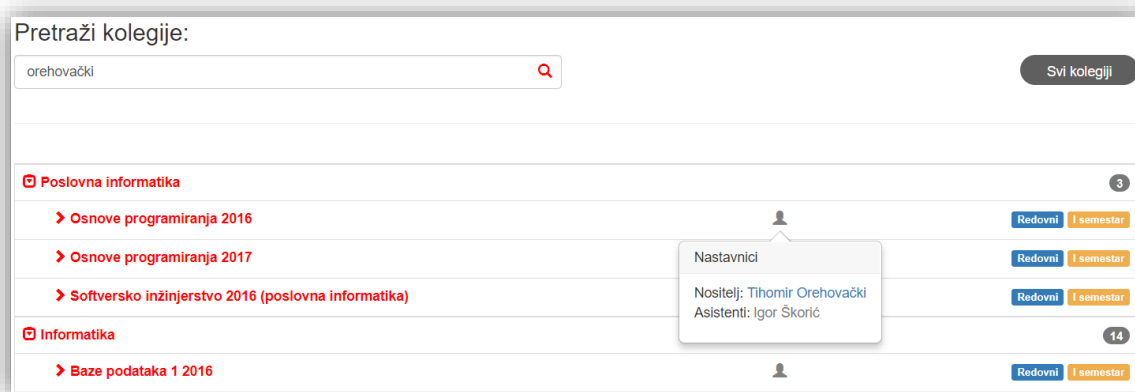 Pretraži kolegije:
orehovački
Svi kolegiji
Poslovna informatika 3
Osnove programiranja 2016 Redovni I semestar
Osnove programiranja 2017 Redovni I semestar
Nastavnici
Softversko inžinjerstvo 2016 (poslovna informatika) Redovni I semestar
Nositelj: Tihomir Orehovački
Asistenti: Igor Škorić
Informatika 14
Baze podataka 1 2016 Redovni I semestar